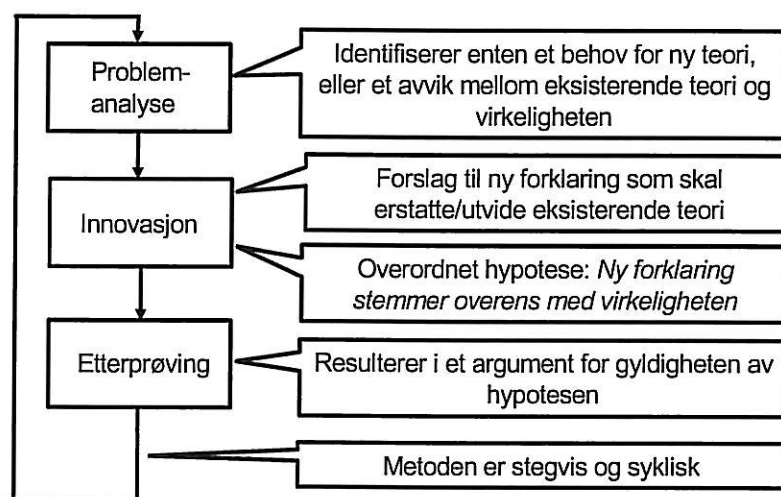 Problem-
analyse
Identifiserer enten et behov for ny teori,
eller et avvik mellom eksisterende teori og
virkeligheten
Innovasjon
Forslag til ny forklaring som skal
erstatte/utvide eksisterende teori
Overordnet hypotese: Ny forklaring
stemmer overens med virkeligheten
Etterprøving
Resulterer i et argument for gyldigheten av
hypotesen
Metoden er stegvis og syklisk